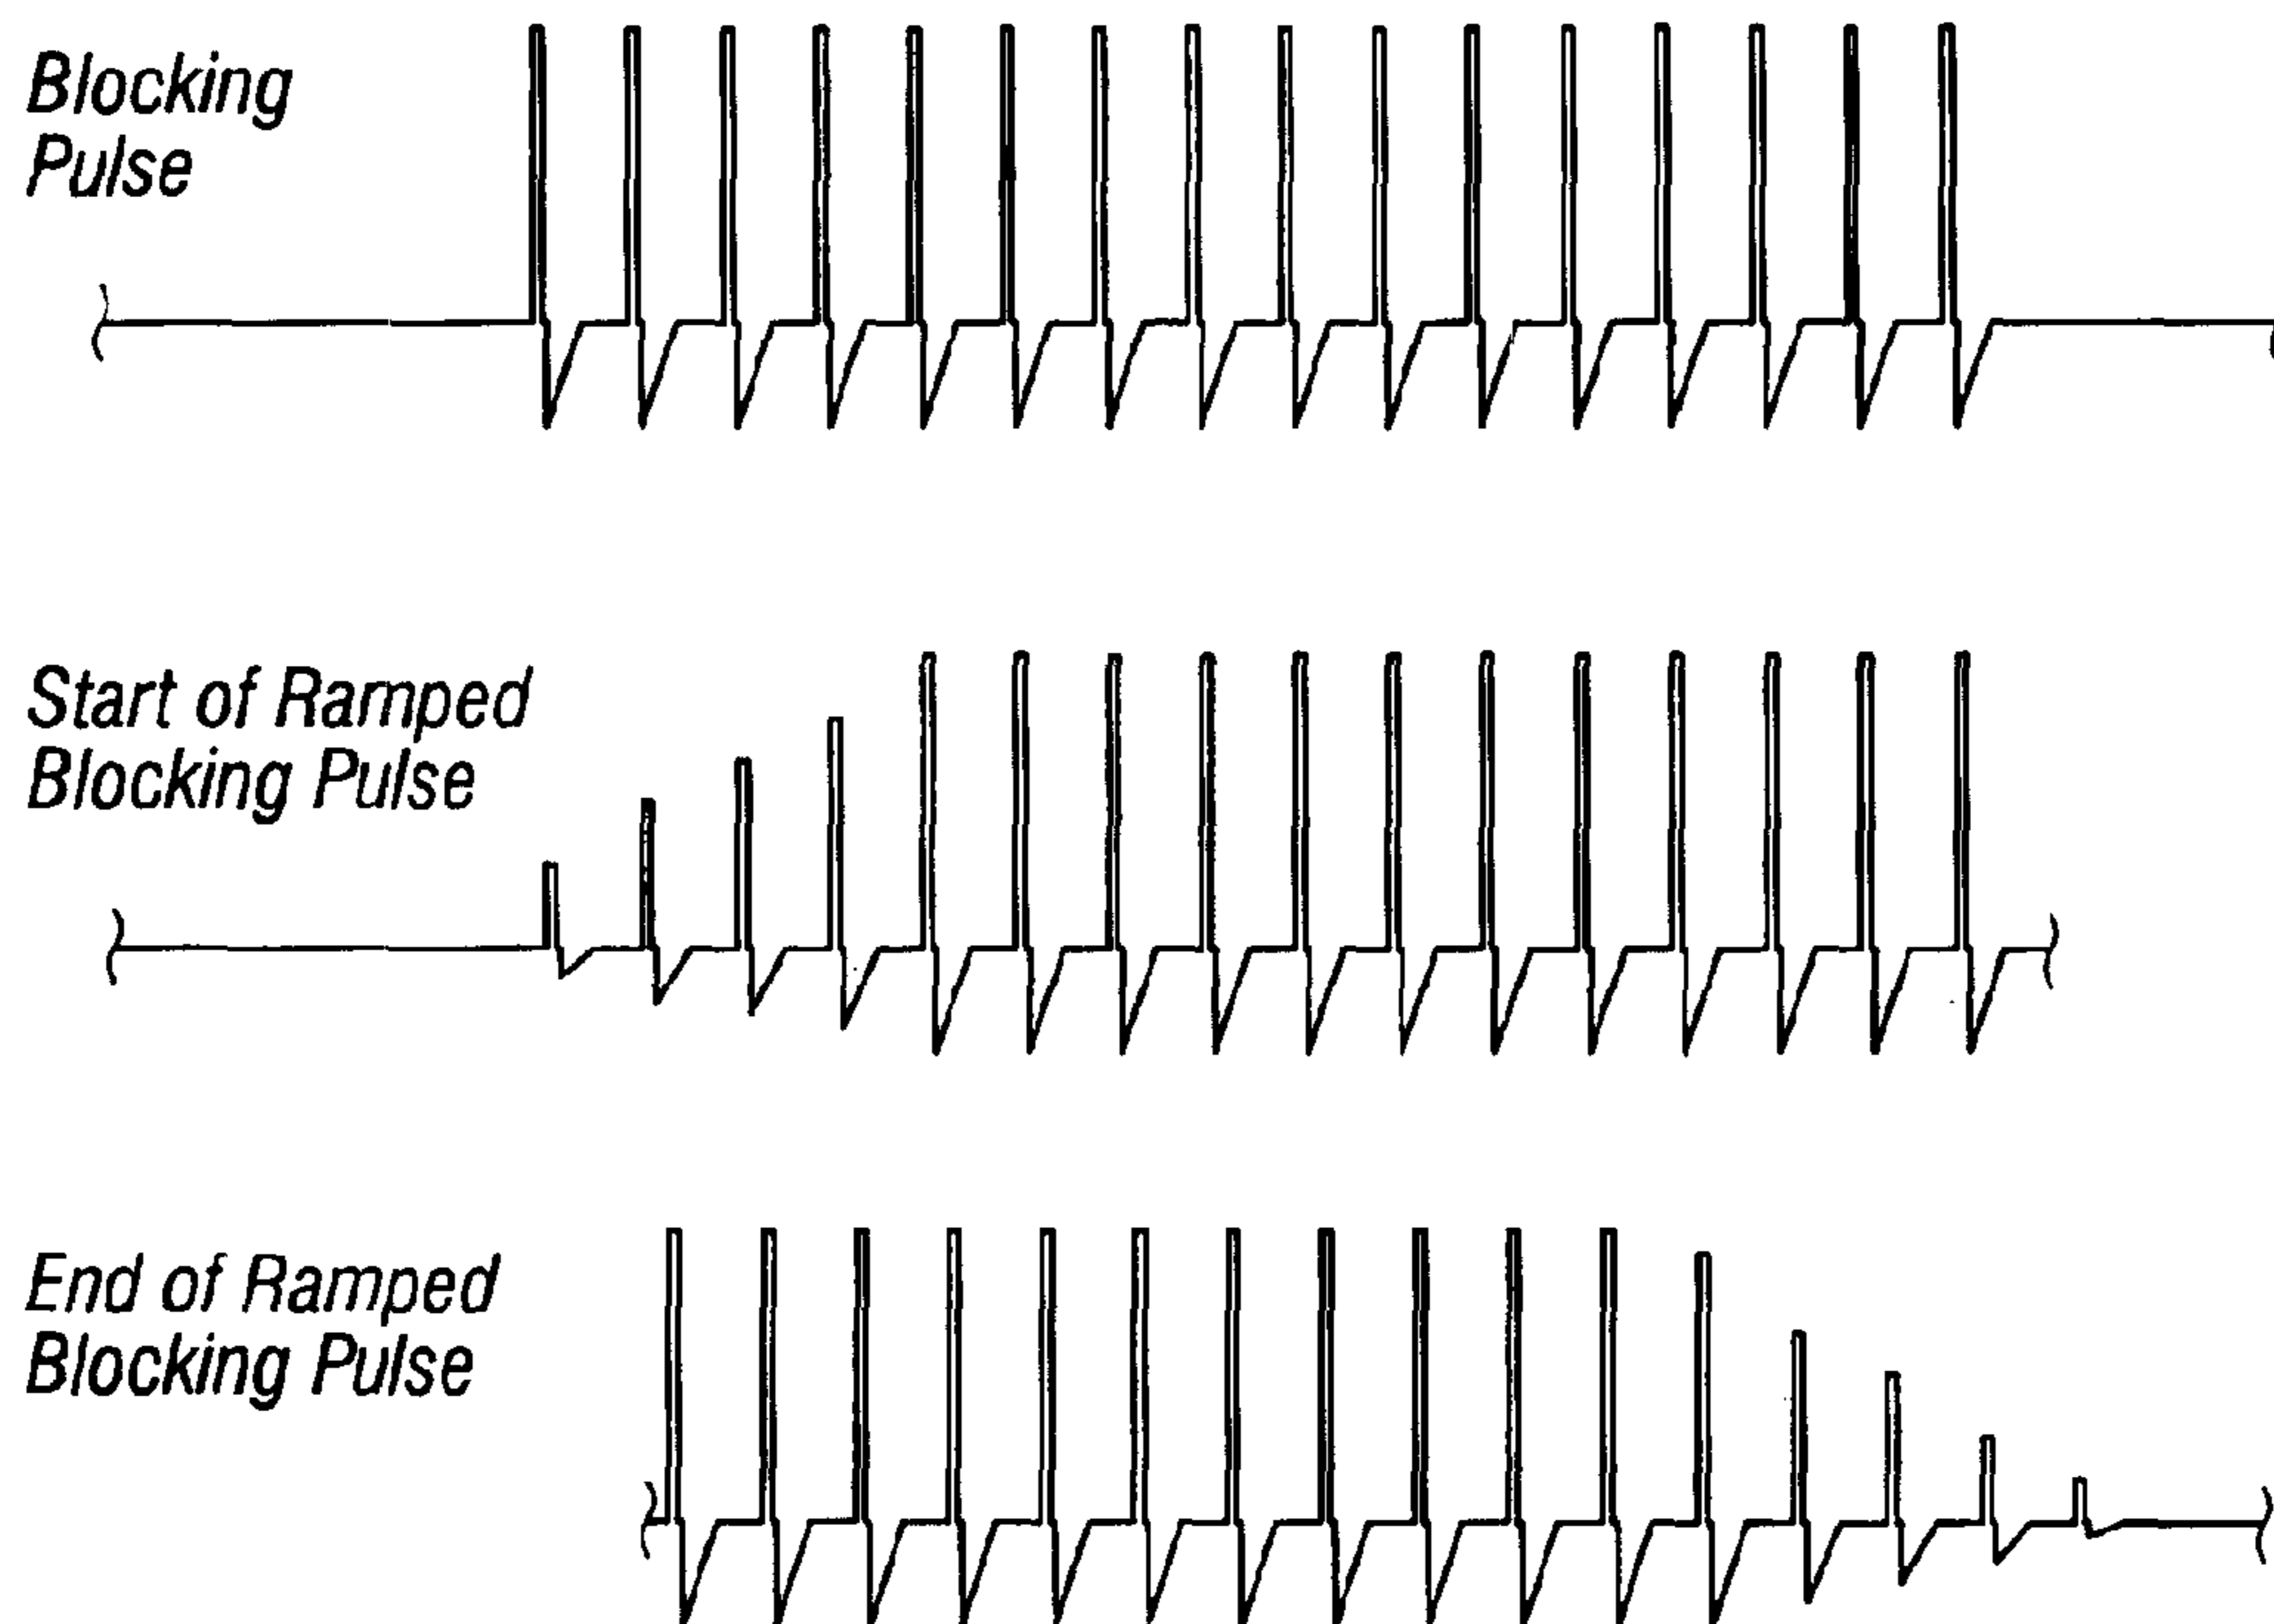 Blocking
Pulse
Start of Ramped
Blocking Pulse
End of Ramped
Blocking Pulse